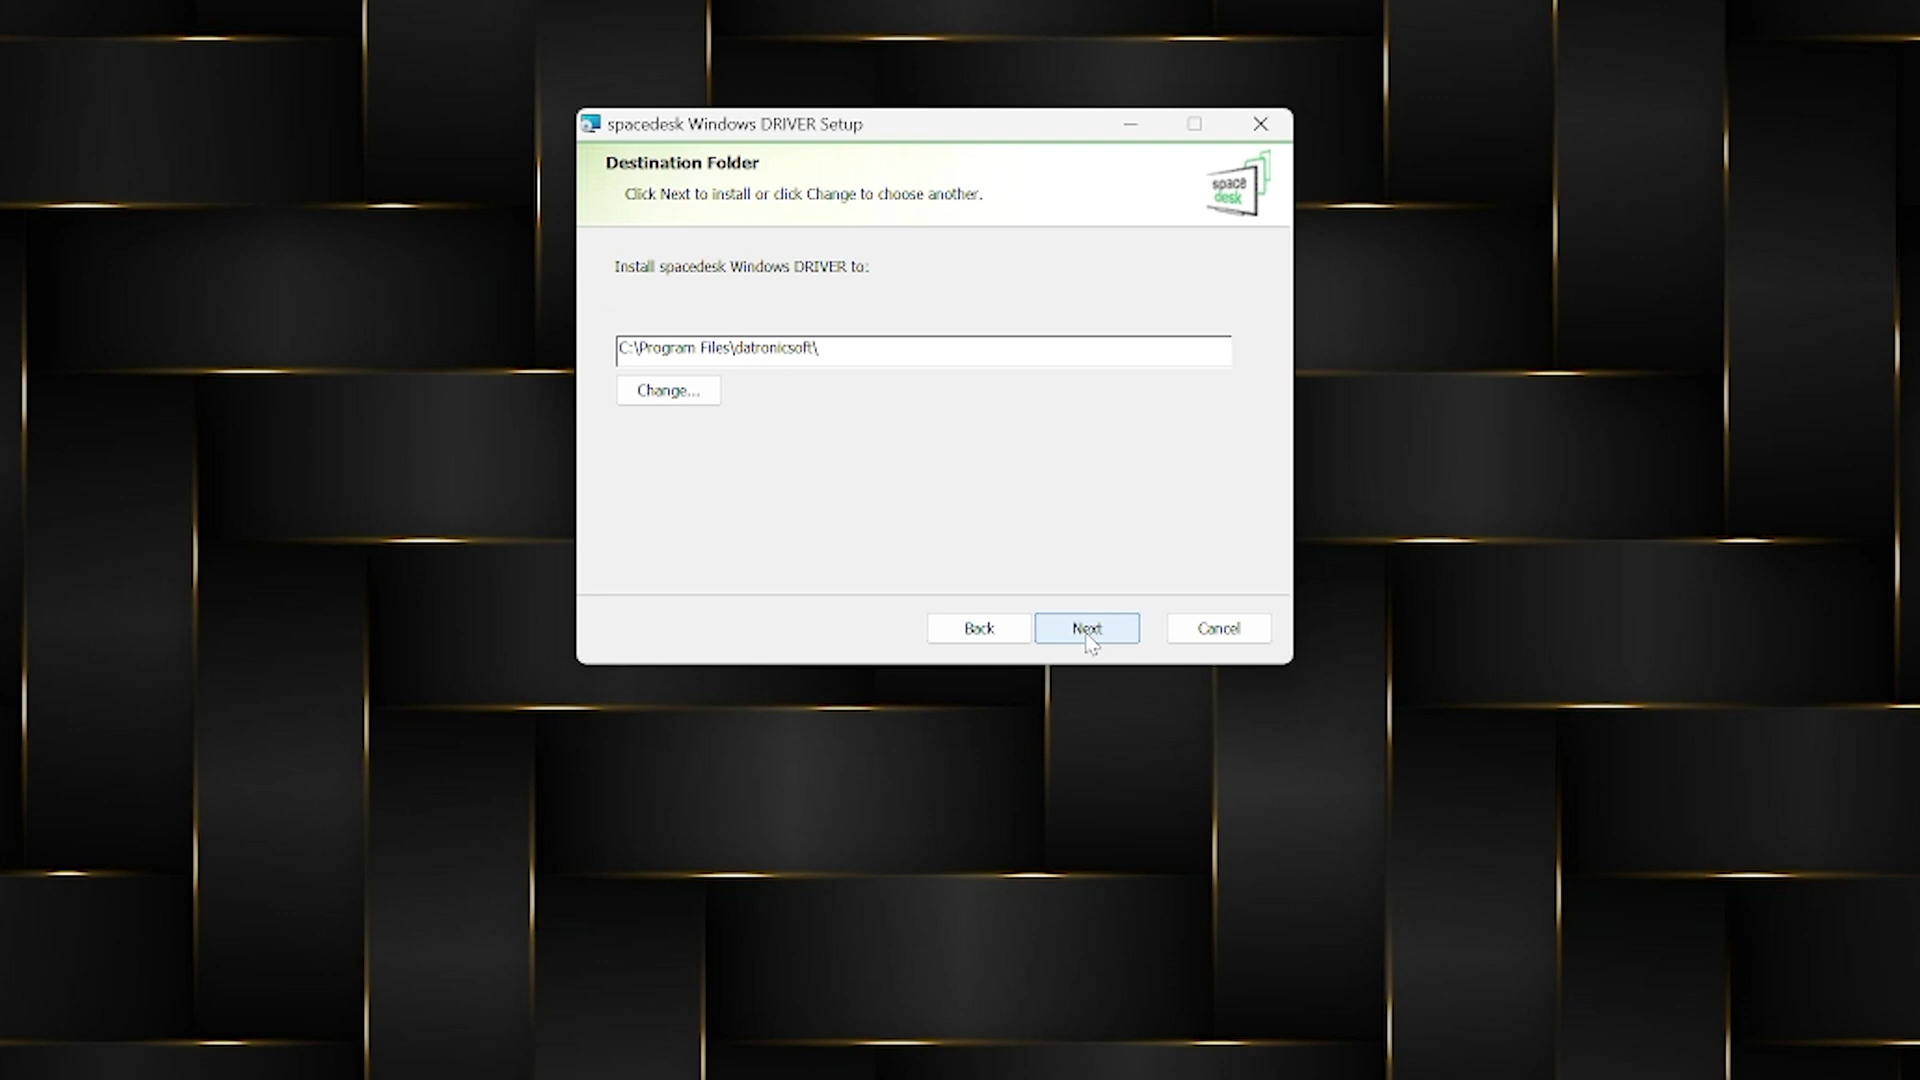 spacedesk Windows DRIVER Setup
Destination Folder
Click Next to install or click Change to choose another.
space
desk
Install spacedesk Windows DRIVER to:
C:\Program Files\datronicsoft\
Change...
Back
Next
Cancel